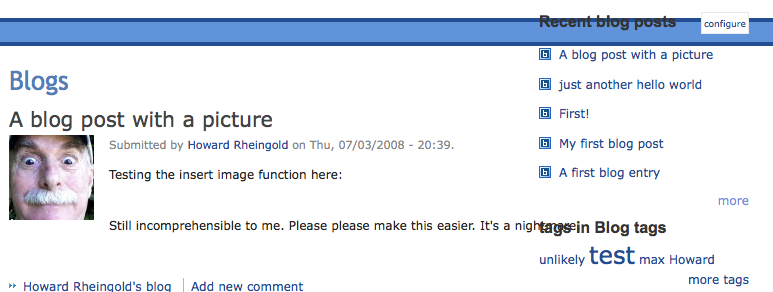 Recent blog posts
configure
A blog post with a picture
just another hello world
First!
My first blog post
A first blog entry
more
Blogs
A blog post with a picture
Submitted by Howard Rheingold on Thu, 07/03/2008 - 20:39.
Testing the insert image function here:
Still incomprehensible to me. Please please make this easier. It's a nightmare.
Howard Rheingold's blog
Add new comment
tags in Blog tags
unlikely test max Howard
more tags